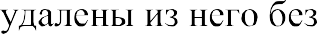 удалены из него без